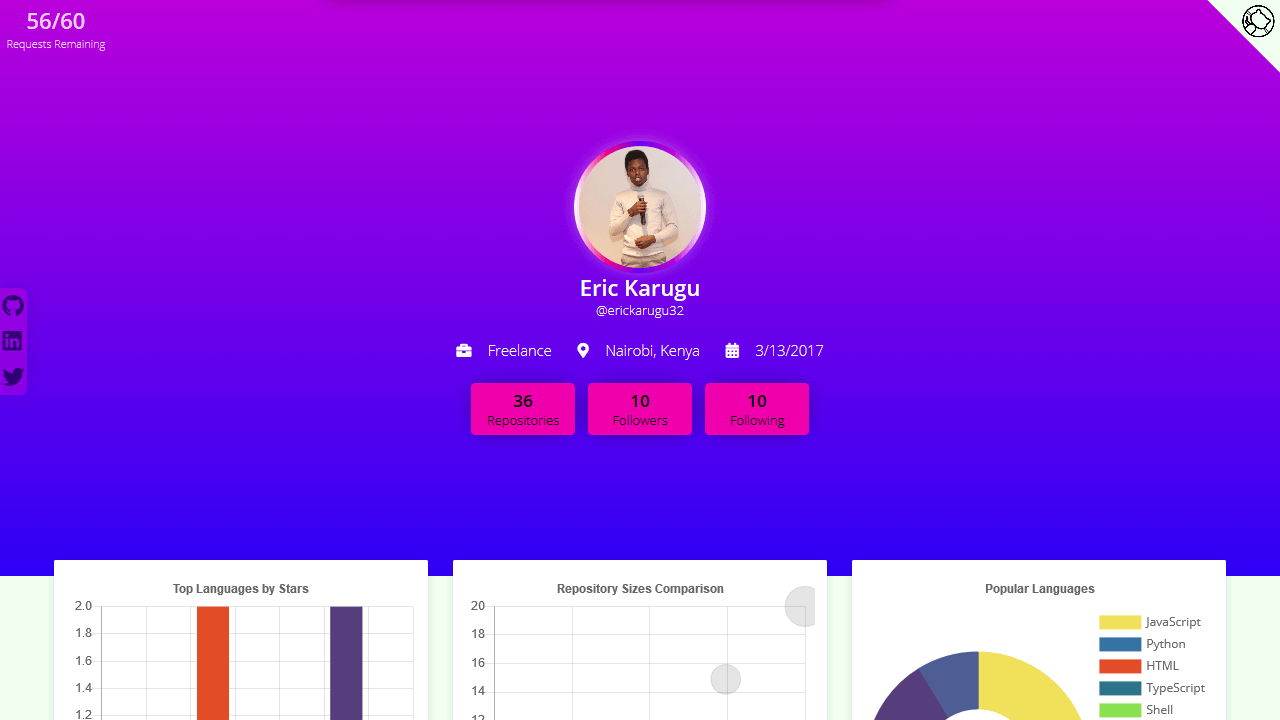 56/60
Requests Remaining
Eric Karugu
@erickarugu32
Freelance Nairobi, Kenya 3/13/2017
36 10 10
Repositories Followers Following
Top Languages by Stars
2.0
1.8
1.6
1.4
1.2
Repository Sizes Comparison
20
18
16
14
12
Popular Languages
JavaScript
Python
HTML
TypeScript
Shell